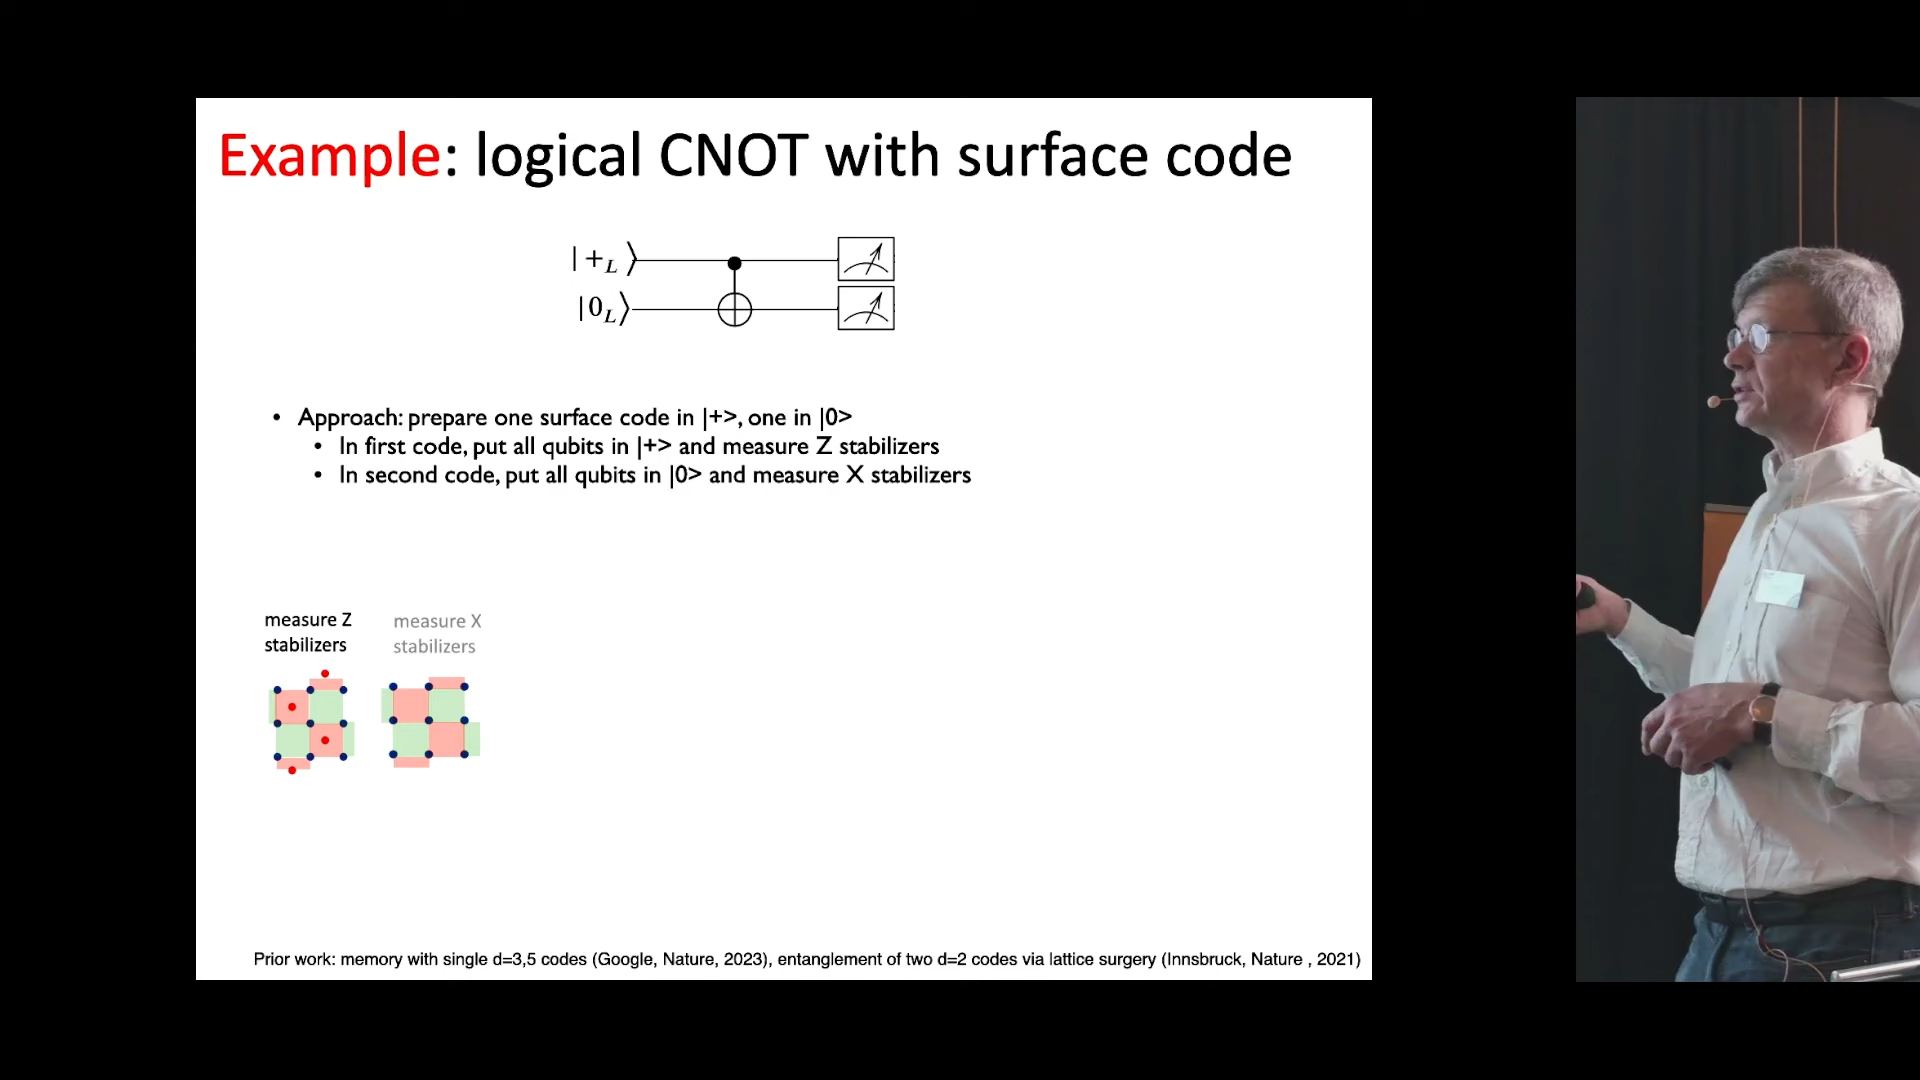 Example: logical CNOT with surface code
|+L⟩
|0L⟩
• Approach: prepare one surface code in |+>, one in |0>
• In first code, put all qubits in |+> and measure Z stabilizers
• In second code, put all qubits in |0> and measure X stabilizers
measure Z
stabilizers
measure X
stabilizers
Prior work: memory with single d=3,5 codes (Google, Nature, 2023), entanglement of two d=2 codes via lattice surgery (Innsbruck, Nature , 2021)